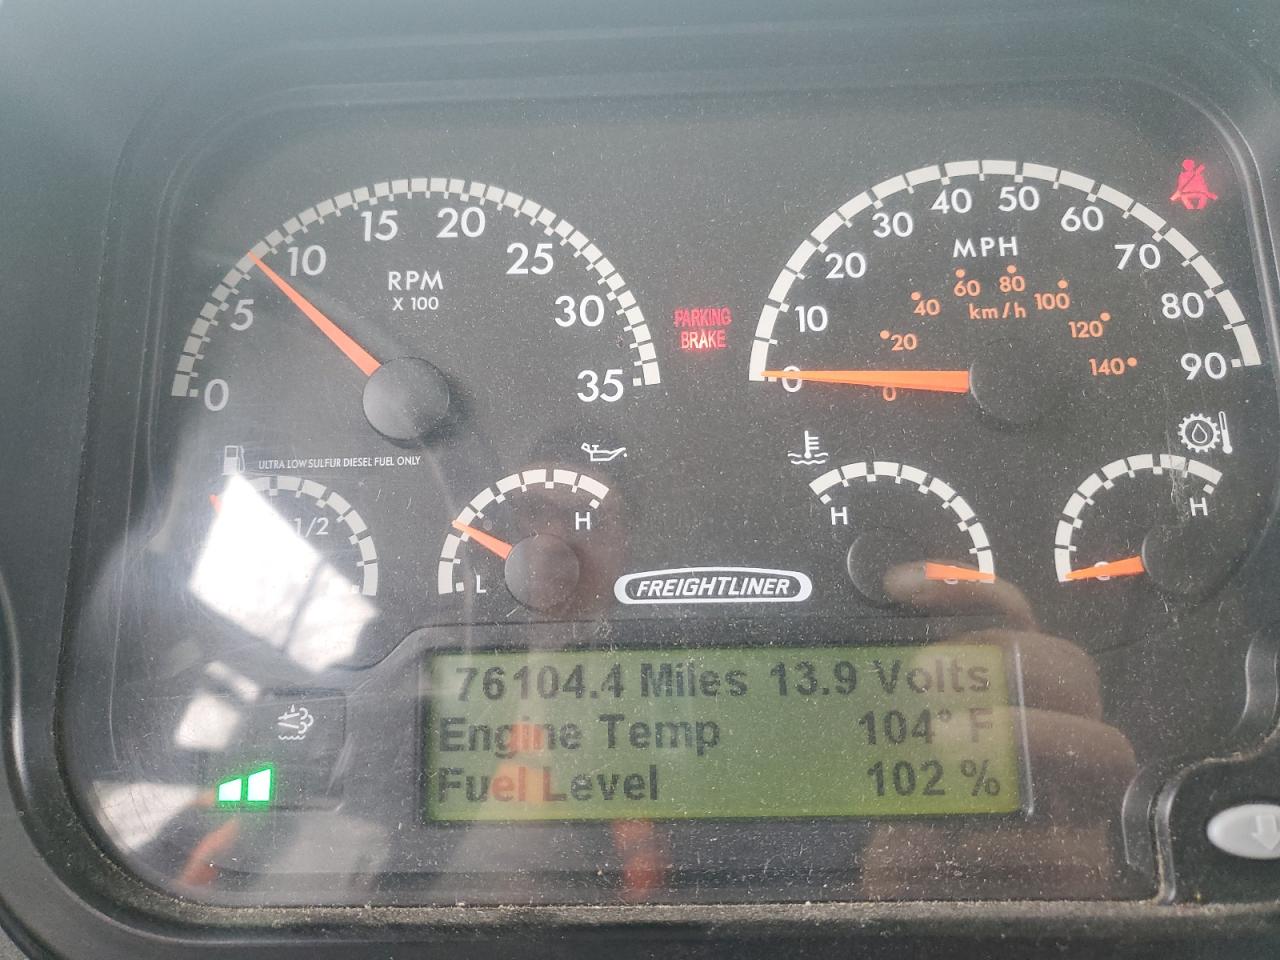 0
5
10
15
20
25
30
35
RPM
X 100
PARKING
BRAKE
0
10
20
30
40
50
60
70
80
90
MPH
0
20
40
60
80
100
120
140
km/h
ULTRA LOW SULFUR DIESEL FUEL ONLY
1/2
L
H
FREIGHTLINER
H
C
C
H
76104.4 Miles 13.9 Volts
Engine Temp 104° F
Fuel Level 102 %